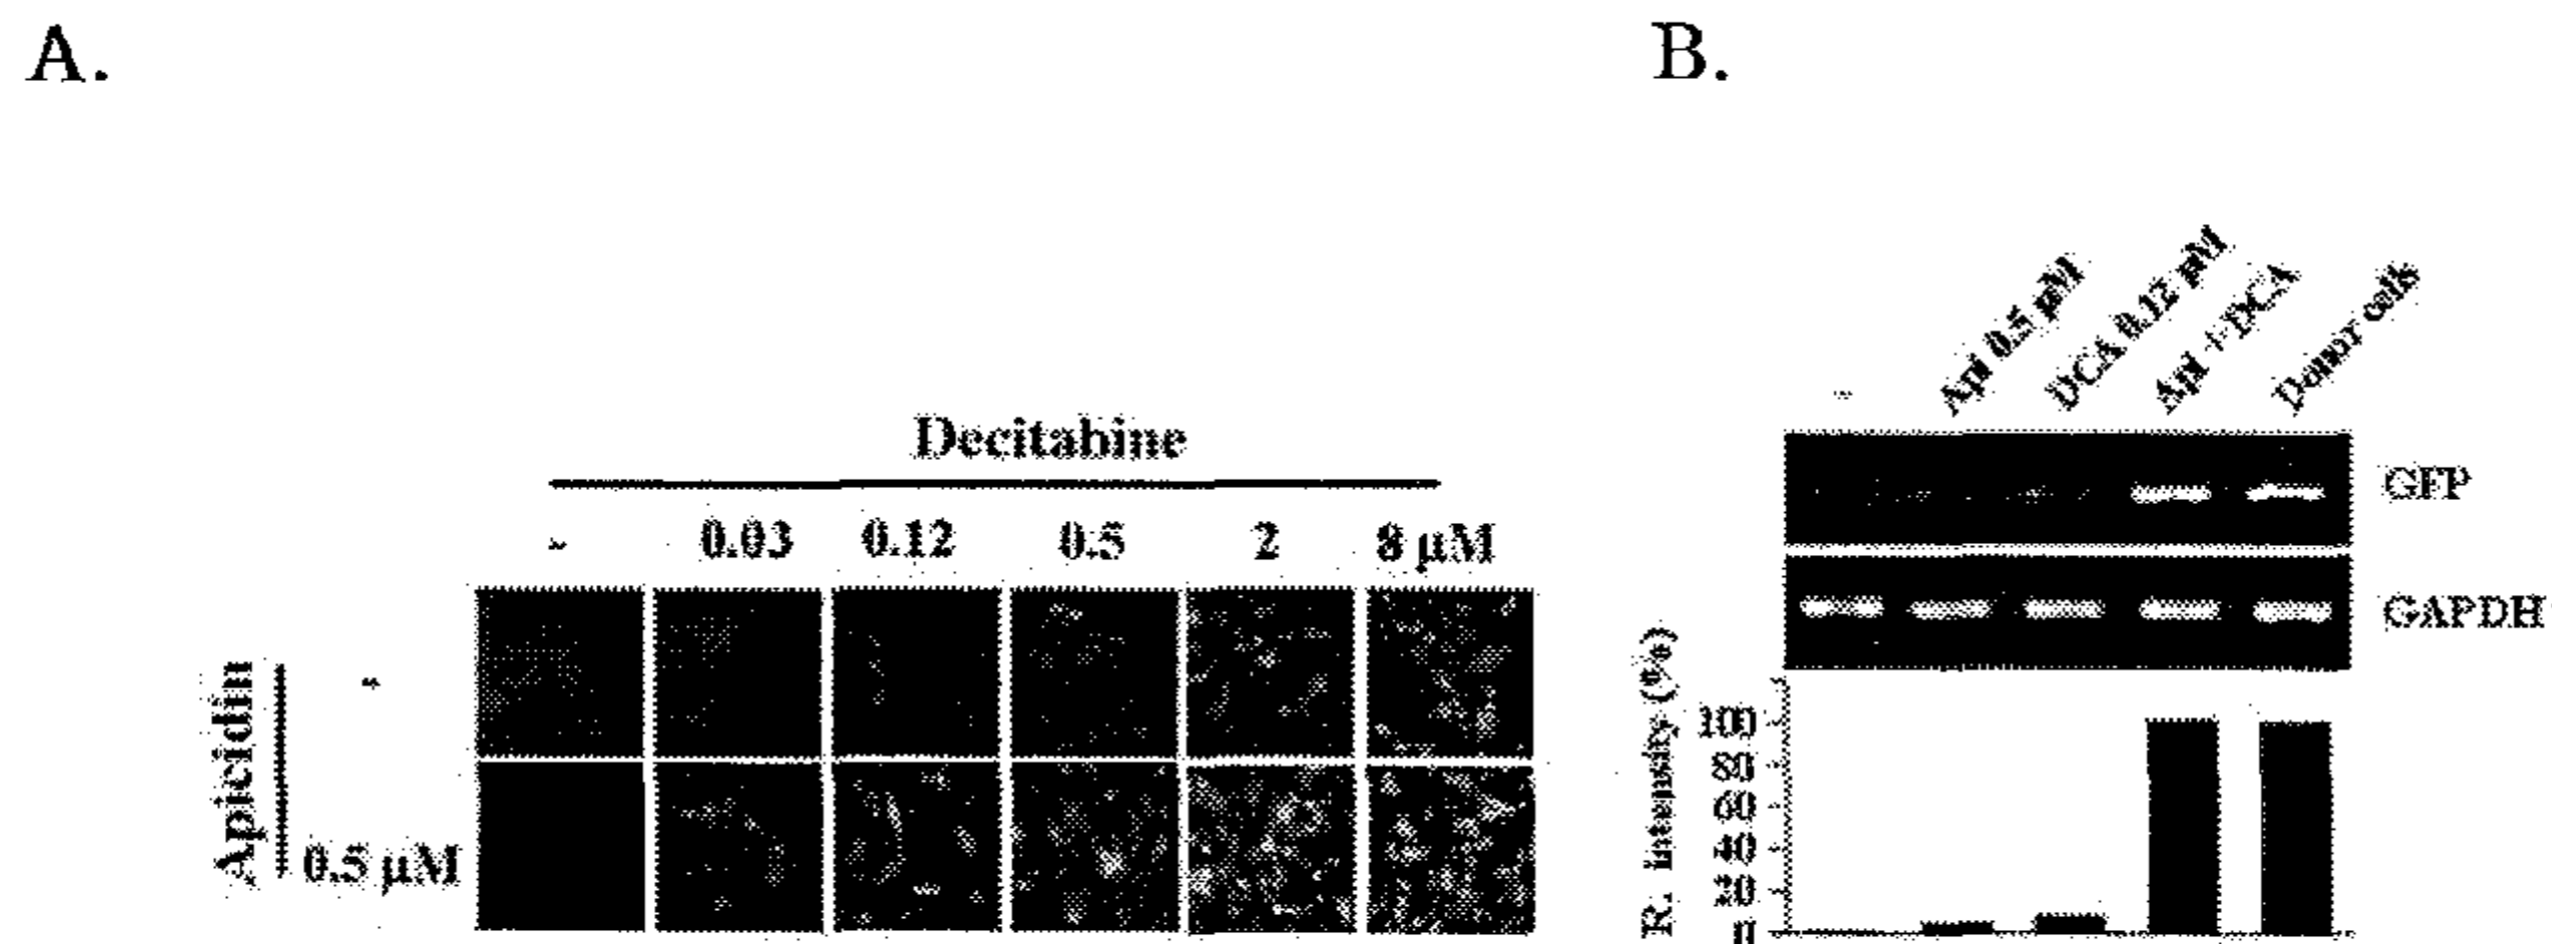 A.
B.
Decitabine
- 0.03 0.12 0.5 2 8 µM
Apicidin
-
0.5 µM
- Api 0.5 µM DCA 0.12 µM Api + DCA Donor cells
GFP
GAPDH
R. Intensity (%)
100
80
60
40
20
0